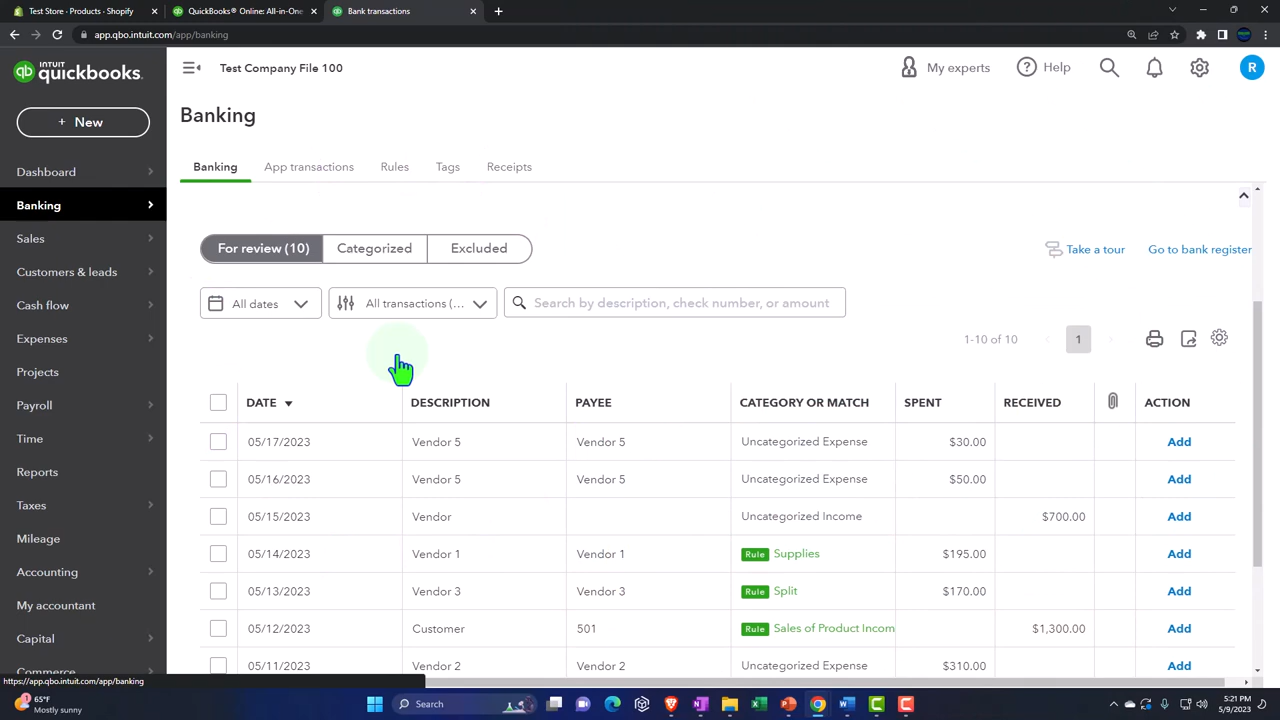 Test Store · Products · Shopify
QuickBooks® Online | All-in-One
Bank transactions
app.qbo.intuit.com/app/banking
INTUIT
quickbooks.
Test Company File 100
My experts
Help
R
+ New
Banking
Banking
App transactions
Rules
Tags
Receipts
Dashboard
Banking
Sales
Customers & leads
Cash flow
Expenses
Projects
Payroll
Time
Reports
Taxes
Mileage
Accounting
My accountant
Capital
Commerce
For review (10)
Categorized
Excluded
Take a tour
Go to bank register
All dates
All transactions (...
Search by description, check number, or amount
1-10 of 10
1
DATE DESCRIPTION PAYEE CATEGORY OR MATCH SPENT RECEIVED ACTION
05/17/2023 Vendor 5 Vendor 5 Uncategorized Expense $30.00 Add
05/16/2023 Vendor 5 Vendor 5 Uncategorized Expense $50.00 Add
05/15/2023 Vendor Uncategorized Income $700.00 Add
05/14/2023 Vendor 1 Vendor 1 Rule Supplies $195.00 Add
05/13/2023 Vendor 3 Vendor 3 Rule Split $170.00 Add
05/12/2023 Customer 501 Rule Sales of Product Incom $1,300.00 Add
05/11/2023 Vendor 2 Vendor 2 Uncategorized Expense $310.00 Add
https://qbo.intuit.com/app/banking
65°F
Mostly sunny
Search
5:21 PM
5/9/2023